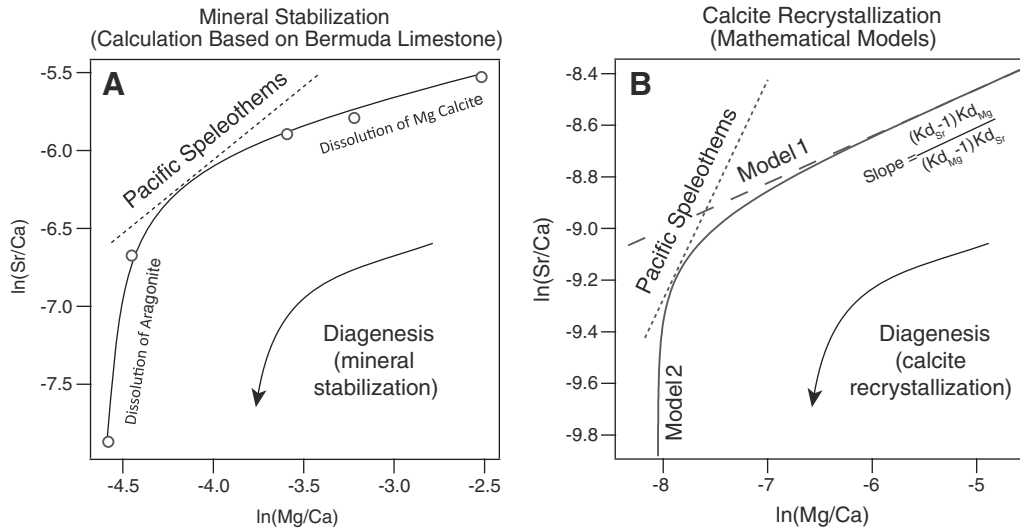 Mineral Stabilization
(Calculation Based on Bermuda Limestone)
A
-5.5
-6.0
-6.5
-7.0
-7.5
ln(Sr/Ca)
Pacific Speleothems
Dissolution of Mg Calcite
Dissolution of Aragonite
Diagenesis
(mineral
stabilization)
-4.5
-4.0
-3.5
-3.0
-2.5
ln(Mg/Ca)
Calcite Recrystallization
(Mathematical Models)
B
-8.4
-8.6
-8.8
-9.0
-9.2
-9.4
-9.6
-9.8
ln(Sr/Ca)
Pacific Speleothems
Model 1
Slope = (Kd_Sr-1)Kd_Mg
(Kd_Mg-1)Kd_Sr
Model 2
Diagenesis
(calcite
recrystallization)
-8
-7
-6
-5
ln(Mg/Ca)